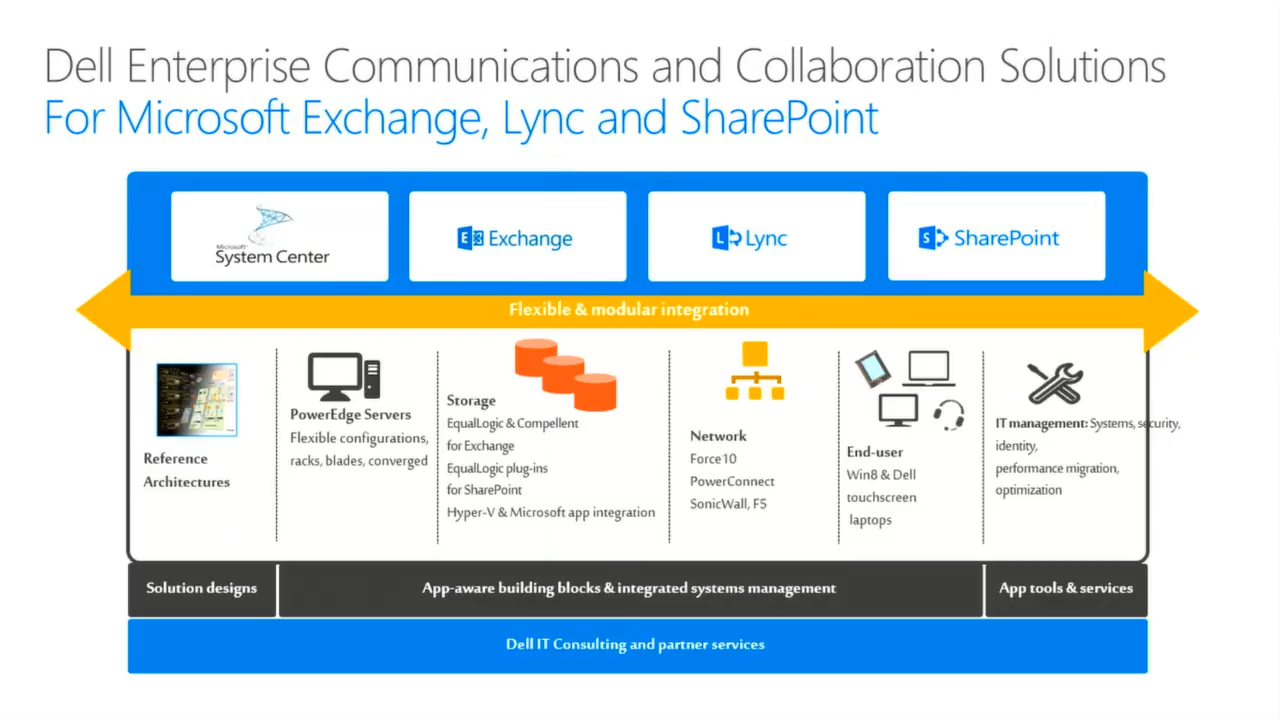 Dell Enterprise Communications and Collaboration Solutions
For Microsoft Exchange, Lync and SharePoint
Microsoft
System Center
Exchange
Lync
SharePoint
Flexible & modular integration
Reference
Architectures
PowerEdge Servers
Flexible configurations,
racks, blades, converged
Storage
EqualLogic & Compellent
for Exchange
EqualLogic plug-ins
for SharePoint
Hyper-V & Microsoft app integration
Network
Force10
PowerConnect
SonicWall, F5
End-user
Win8 & Dell
touchscreen
laptops
IT management: Systems, security,
identity,
performance migration,
optimization
Solution designs
App-aware building blocks & integrated systems management
App tools & services
Dell IT Consulting and partner services